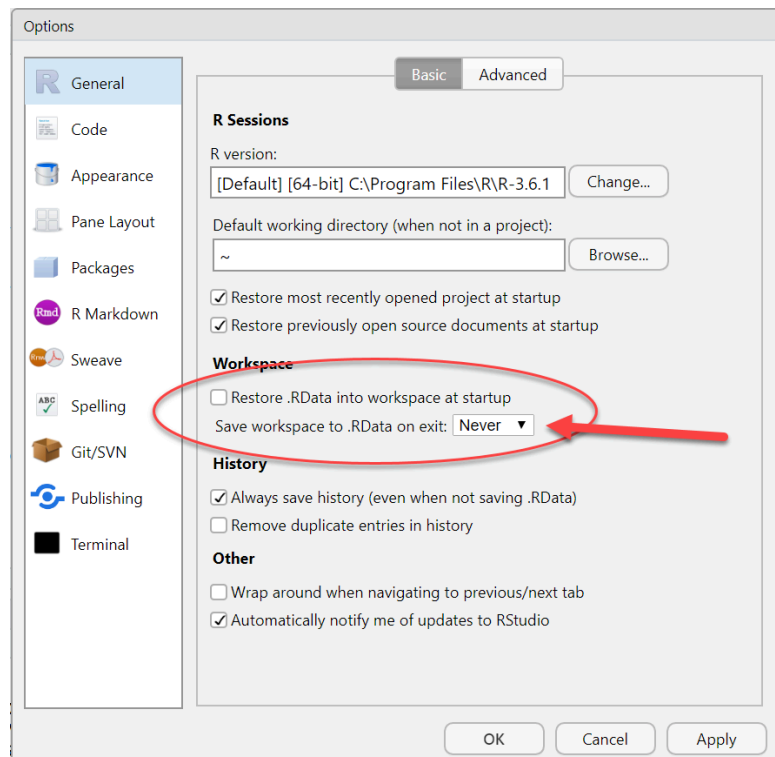 Options
General
Code
Appearance
Pane Layout
Packages
Rmd R Markdown
Sweave
ABC Spelling
Git/SVN
Publishing
Terminal
Basic Advanced
R Sessions
R version:
[Default] [64-bit] C:\Program Files\R\R-3.6.1 Change...
Default working directory (when not in a project):
~ Browse...
Restore most recently opened project at startup
Restore previously open source documents at startup
Workspace
Restore .RData into workspace at startup
Save workspace to .RData on exit: Never
History
Always save history (even when not saving .RData)
Remove duplicate entries in history
Other
Wrap around when navigating to previous/next tab
Automatically notify me of updates to RStudio
OK Cancel Apply